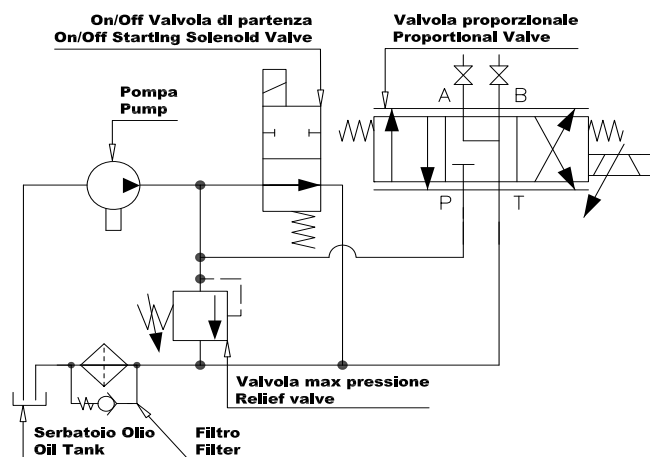 On/Off Valvola di partenza
On/Off Starting Solenoid Valve
Valvola proporzionale
Proportional Valve
Pompa
Pump
A
B
P
T
Valvola max pressione
Relief valve
Serbatoio Olio
Oil Tank
Filtro
Filter